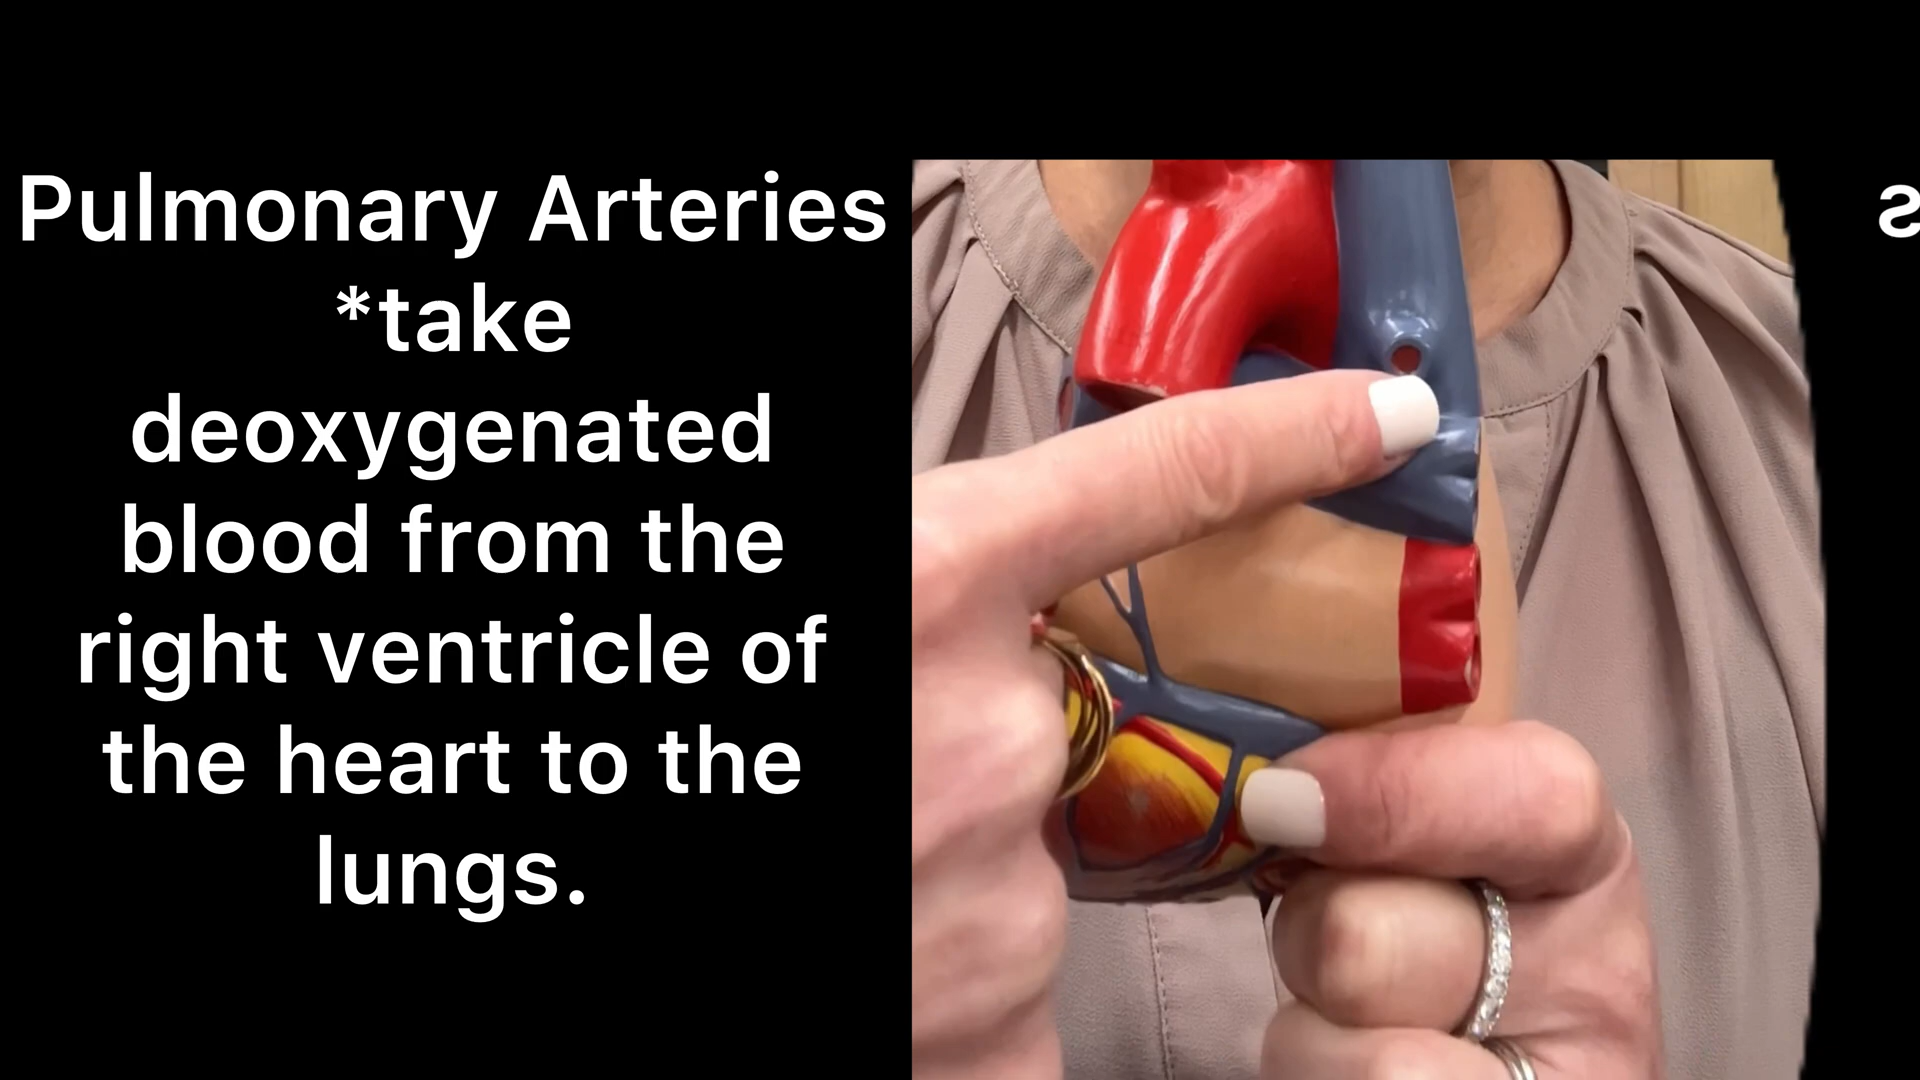 Pulmonary Arteries
*take
deoxygenated
blood from the
right ventricle of
the heart to the
lungs.